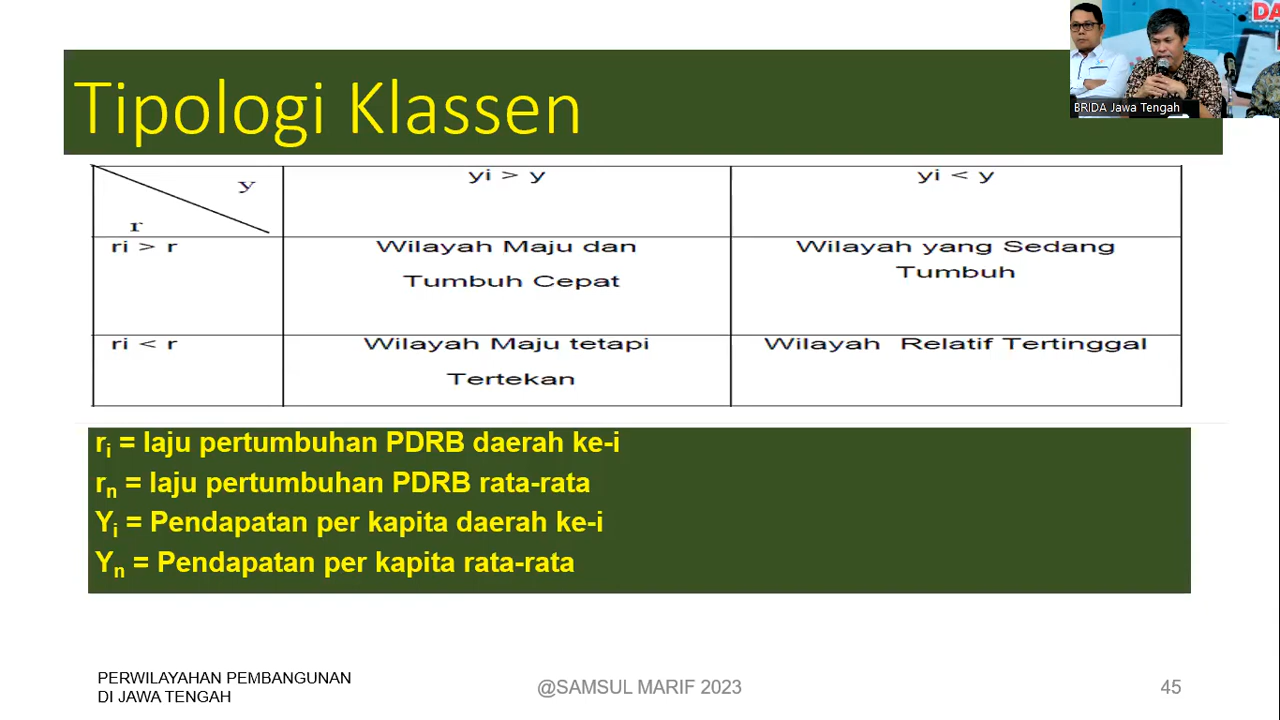 DA
BRIDA Jawa Tengah
Tipologi Klassen
y
r
yi > y
yi < y
ri > r
Wilayah Maju dan
Tumbuh Cepat
Wilayah yang Sedang
Tumbuh
ri < r
Wilayah Maju tetapi
Tertekan
Wilayah Relatif Tertinggal
ri = laju pertumbuhan PDRB daerah ke-i
rn = laju pertumbuhan PDRB rata-rata
Yi = Pendapatan per kapita daerah ke-i
Yn = Pendapatan per kapita rata-rata
PERWILAYAHAN PEMBANGUNAN
DI JAWA TENGAH
@SAMSUL MARIF 2023
45